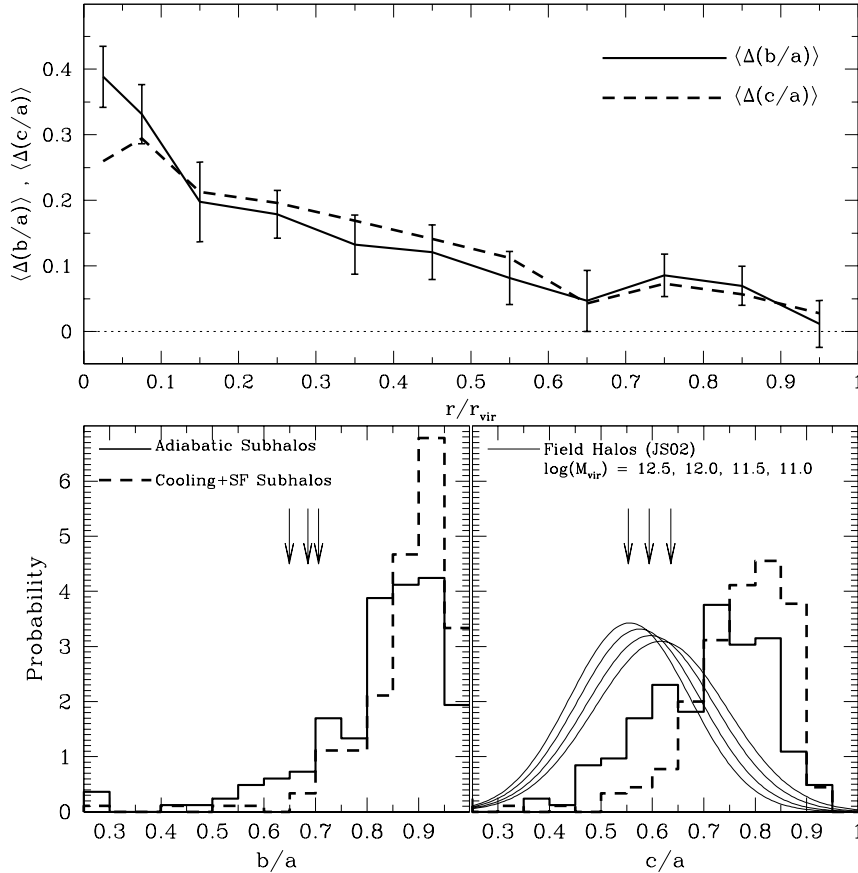 ⟨Δ(b/a)⟩ , ⟨Δ(c/a)⟩
0.4
0.3
0.2
0.1
0
⟨Δ(b/a)⟩
⟨Δ(c/a)⟩
0 0.1 0.2 0.3 0.4 0.5 0.6 0.7 0.8 0.9 1
r/r_vir
Probability
6
5
4
3
2
1
0
Adiabatic Subhalos
Cooling+SF Subhalos
0.3 0.4 0.5 0.6 0.7 0.8 0.9
b/a
Field Halos (JS02)
log(M_vir) = 12.5, 12.0, 11.5, 11.0
0.3 0.4 0.5 0.6 0.7 0.8 0.9 1
c/a